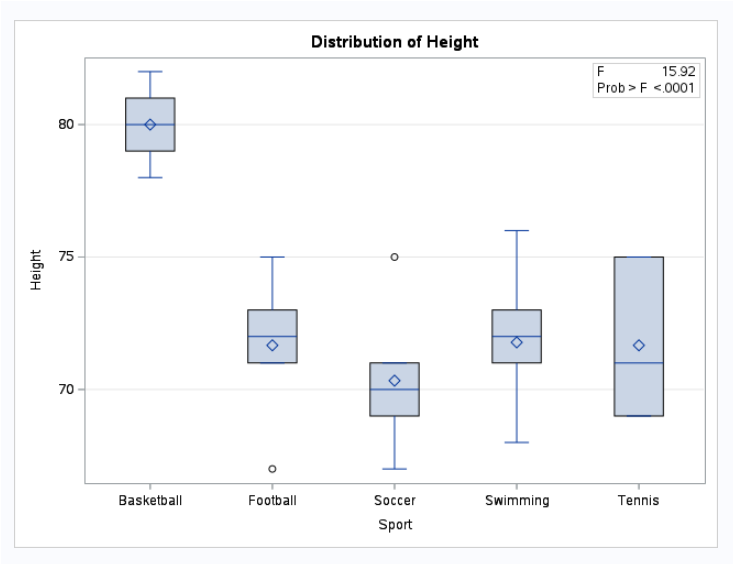 Distribution of Height
F 15.92
Prob > F <.0001
80
75
70
Height
Basketball Football Soccer Swimming Tennis
Sport